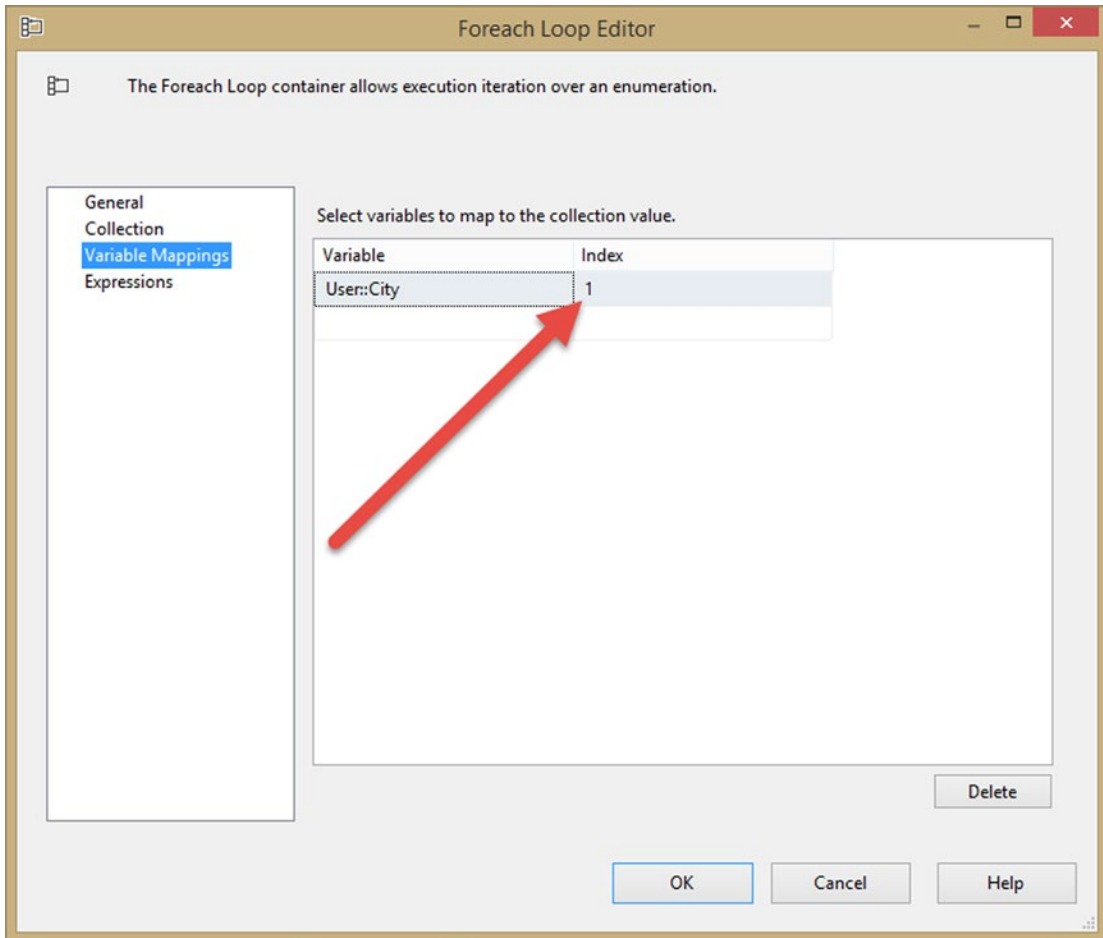 Foreach Loop Editor
The Foreach Loop container allows execution iteration over an enumeration.
General
Collection
Variable Mappings
Expressions
Select variables to map to the collection value.
Variable Index
User::City 1
Delete
OK Cancel Help